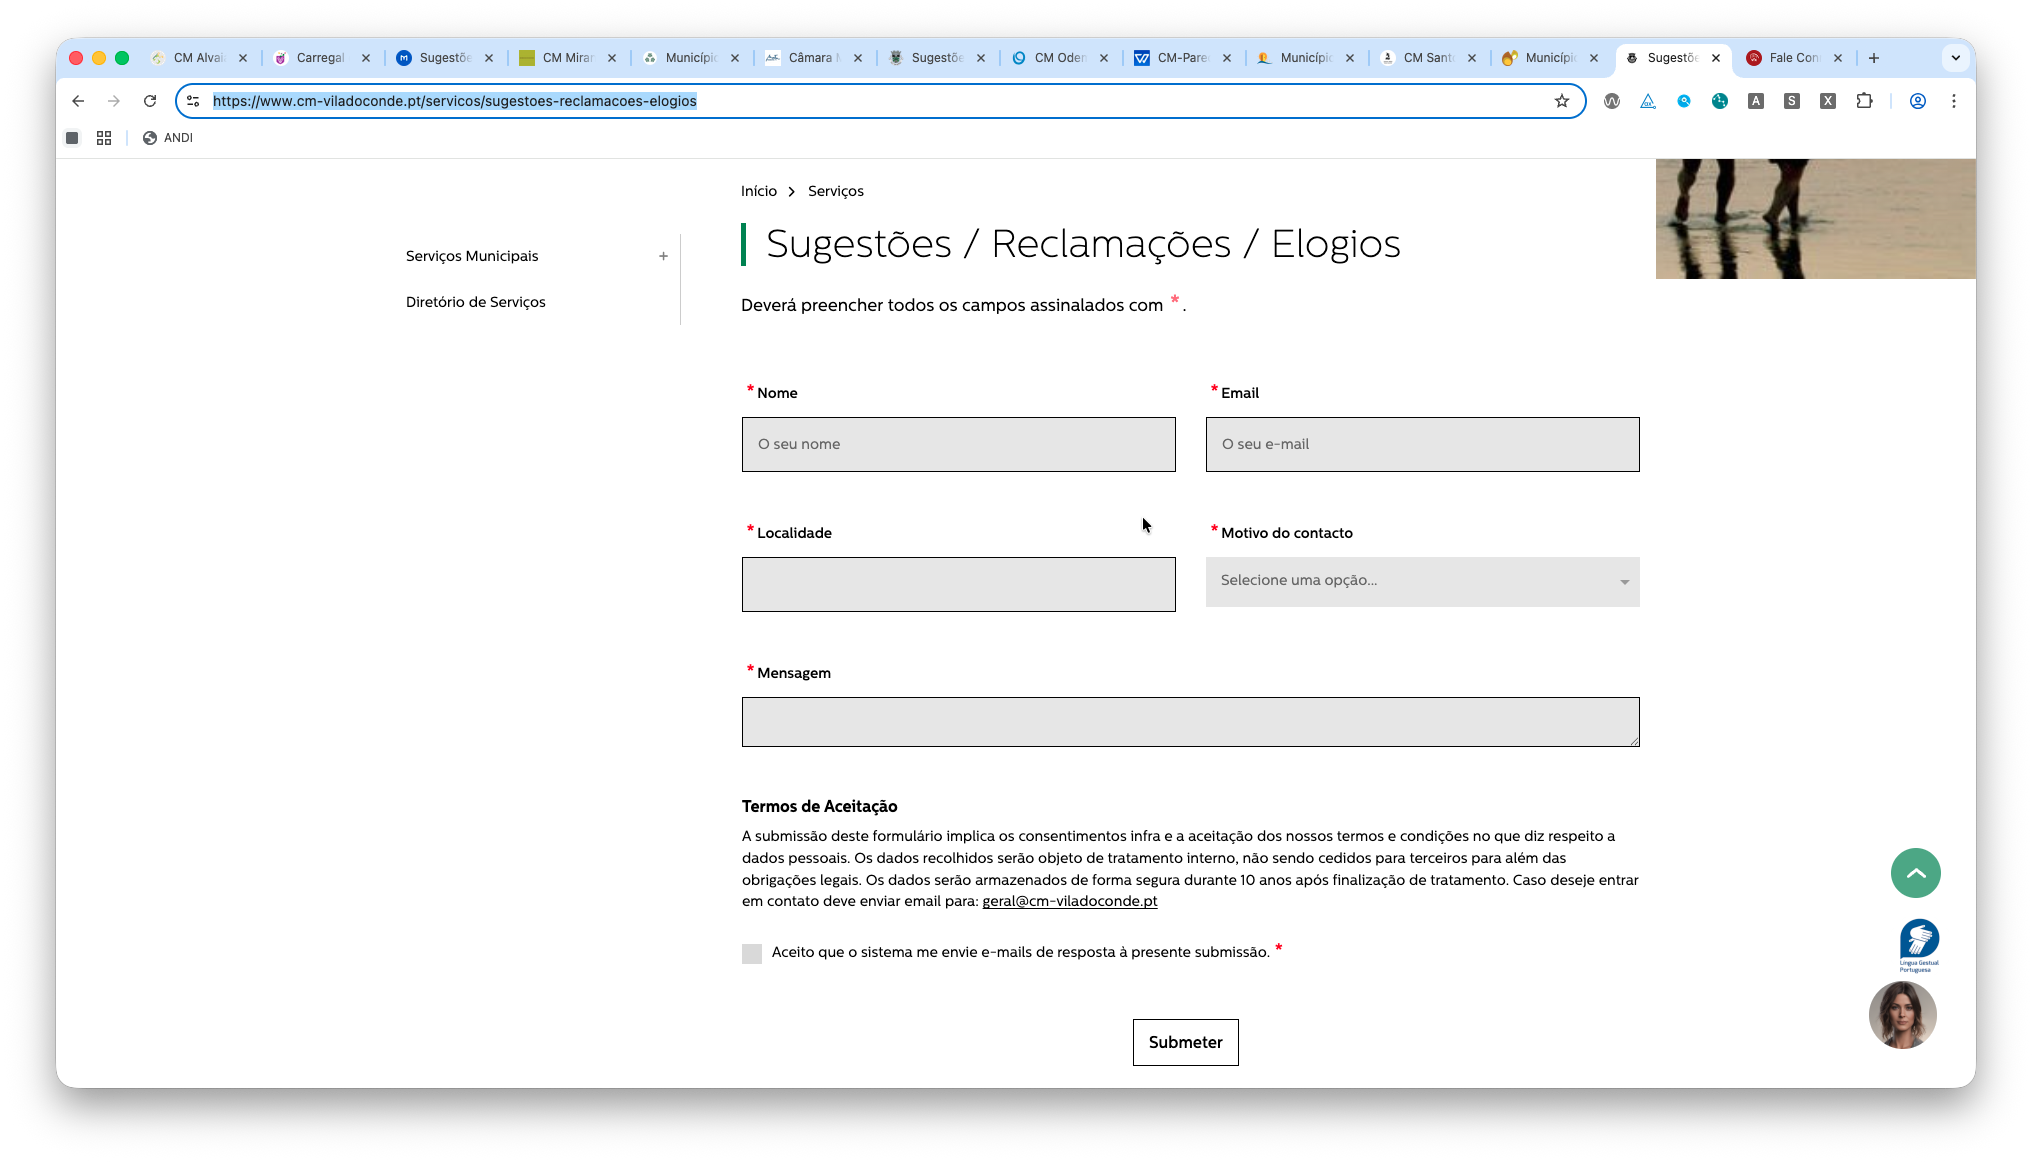 CM Alvai
Carregal
Sugestõe
CM Miran
Municípi
Câmara M
Sugestõe
CM Odem
CM-Pare
Municípi
CM Sant
Municípi
Sugestõe
Fale Con
https://www.cm-viladoconde.pt/servicos/sugestoes-reclamacoes-elogios
A
S
X
ANDI
Início > Serviços
Serviços Municipais +
Diretório de Serviços
Sugestões / Reclamações / Elogios
Deverá preencher todos os campos assinalados com *.
* Nome
O seu nome
* Email
O seu e-mail
* Localidade
* Motivo do contacto
Selecione uma opção...
* Mensagem
Termos de Aceitação
A submissão deste formulário implica os consentimentos infra e a aceitação dos nossos termos e condições no que diz respeito a
dados pessoais. Os dados recolhidos serão objeto de tratamento interno, não sendo cedidos para terceiros para além das
obrigações legais. Os dados serão armazenados de forma segura durante 10 anos após finalização de tratamento. Caso deseje entrar
em contato deve enviar email para: geral@cm-viladoconde.pt
Aceito que o sistema me envie e-mails de resposta à presente submissão. *
Submeter
Língua Gestual
Portuguesa